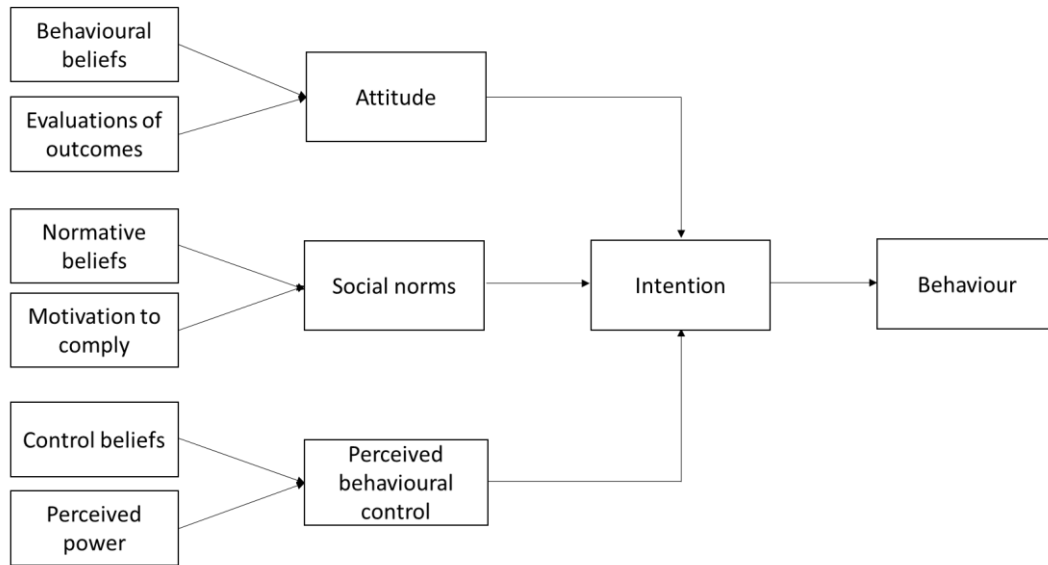 Behavioural
beliefs
Evaluations of
outcomes
Attitude
Normative
beliefs
Motivation to
comply
Social norms
Intention
Behaviour
Control beliefs
Perceived
power
Perceived
behavioural
control